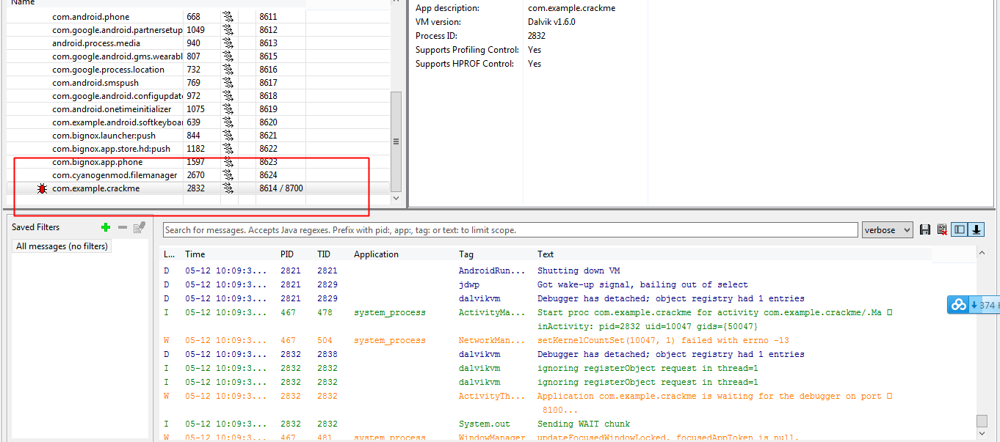 Name
com.android.phone 668 8611
com.google.android.partnersetup 1049 8612
android.process.media 940 8613
com.google.android.gms.wearabl 807 8615
com.google.process.location 732 8616
com.android.smspush 769 8617
com.google.android.configupdat 972 8618
com.android.onetimeinitializer 1075 8619
com.example.android.softkeyboa 639 8620
com.bignox.launcher:push 844 8621
com.bignox.app.store.hd:push 1182 8622
com.bignox.app.phone 1597 8623
com.cyanogenmod.filemanager 2670 8624
com.example.crackme 2832 8614 / 8700
App description: com.example.crackme
VM version: Dalvik v1.6.0
Process ID: 2832
Supports Profiling Control: Yes
Supports HPROF Control: Yes
Saved Filters
All messages (no filters)
Search for messages. Accepts Java regexes. Prefix with pid:, app:, tag: or text: to limit scope.
verbose
L... Time PID TID Application Tag Text
D 05-12 10:09:3... 2821 2821 AndroidRun... Shutting down VM
D 05-12 10:09:3... 2821 2829 jdwp Got wake-up signal, bailing out of select
D 05-12 10:09:3... 2821 2829 dalvikvm Debugger has detached; object registry had 1 entries
I 05-12 10:09:3... 467 478 system_process ActivityMa... Start proc com.example.crackme for activity com.example.crackme/.Ma
inActivity: pid=2832 uid=10047 gids={50047}
W 05-12 10:09:3... 467 504 system_process NetworkMan... setKernelCountSet(10047, 1) failed with errno -13
D 05-12 10:09:3... 2832 2838 dalvikvm Debugger has detached; object registry had 1 entries
I 05-12 10:09:3... 2832 2832 dalvikvm ignoring registerObject request in thread=1
I 05-12 10:09:3... 2832 2832 dalvikvm ignoring registerObject request in thread=1
W 05-12 10:09:3... 2832 2832 ActivityTh... Application com.example.crackme is waiting for the debugger on port
8100...
I 05-12 10:09:3... 2832 2832 System.out Sending WAIT chunk
W 05-12 10:09:3... 467 481 system_process WindowManager updateFocusedWindowLocked, focusedAppToken is null.
374